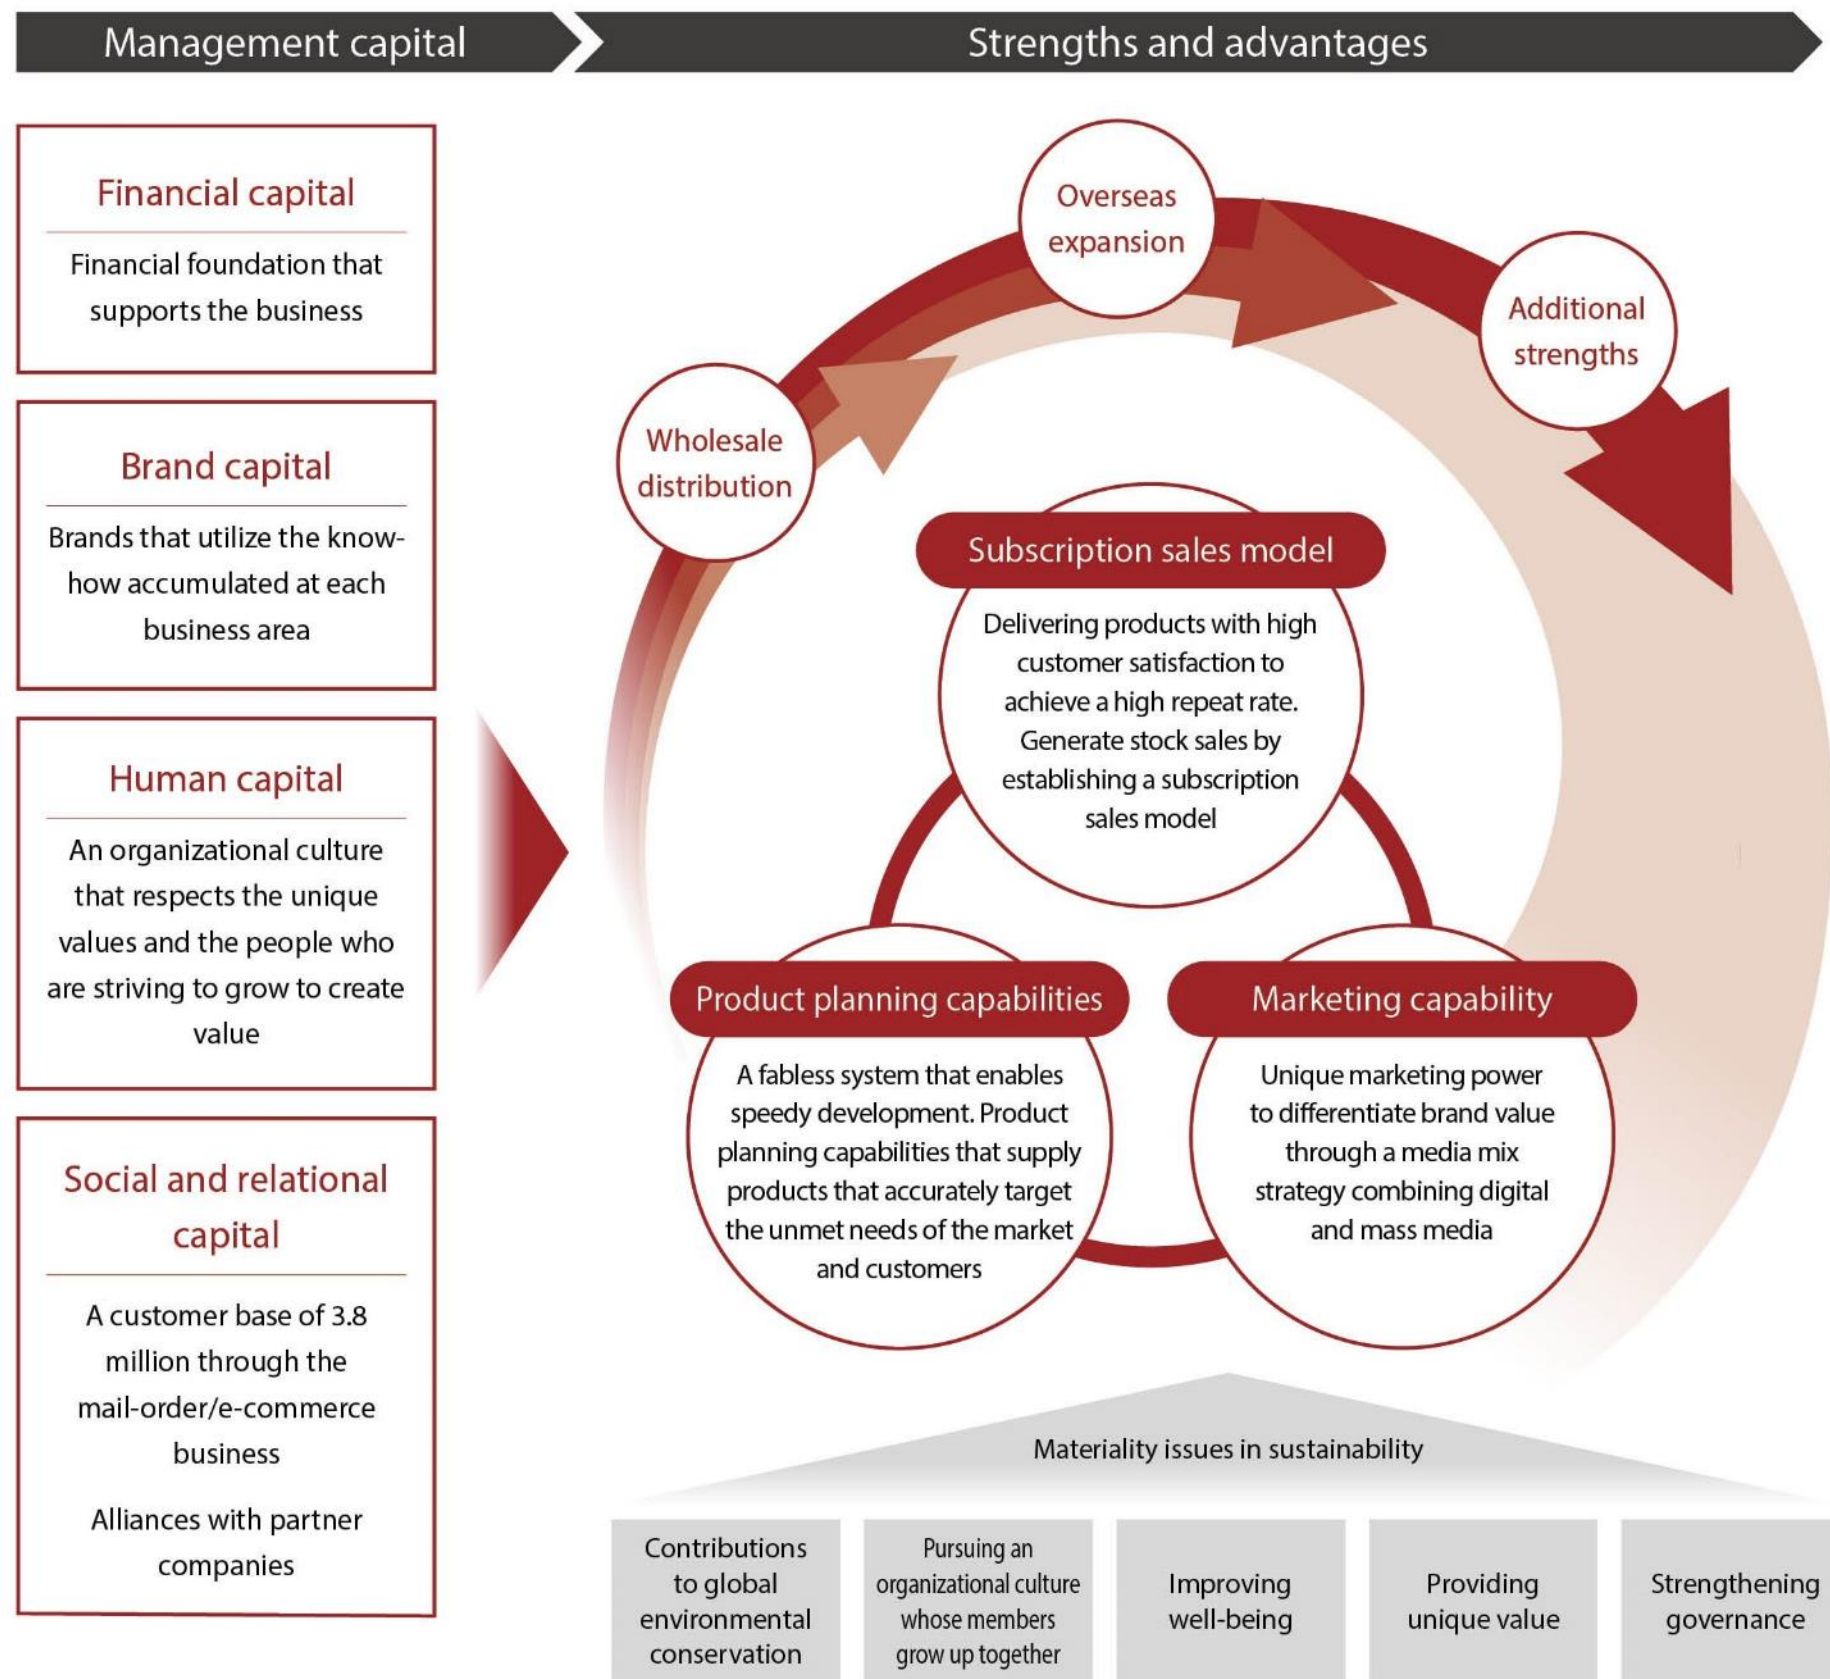 Management capital
Strengths and advantages
Financial capital
Financial foundation that
supports the business
Brand capital
Brands that utilize the know-
how accumulated at each
business area
Human capital
An organizational culture
that respects the unique
values and the people who
are striving to grow to create
value
Social and relational
capital
A customer base of 3.8
million through the
mail-order/e-commerce
business
Alliances with partner
companies
Wholesale
distribution
Overseas
expansion
Additional
strengths
Subscription sales model
Delivering products with high
customer satisfaction to
achieve a high repeat rate.
Generate stock sales by
establishing a subscription
sales model
Product planning capabilities
A fabless system that enables
speedy development. Product
planning capabilities that supply
products that accurately target
the unmet needs of the market
and customers
Marketing capability
Unique marketing power
to differentiate brand value
through a media mix
strategy combining digital
and mass media
Materiality issues in sustainability
Contributions
to global
environmental
conservation
Pursuing an
organizational culture
whose members
grow up together
Improving
well-being
Providing
unique value
Strengthening
governance